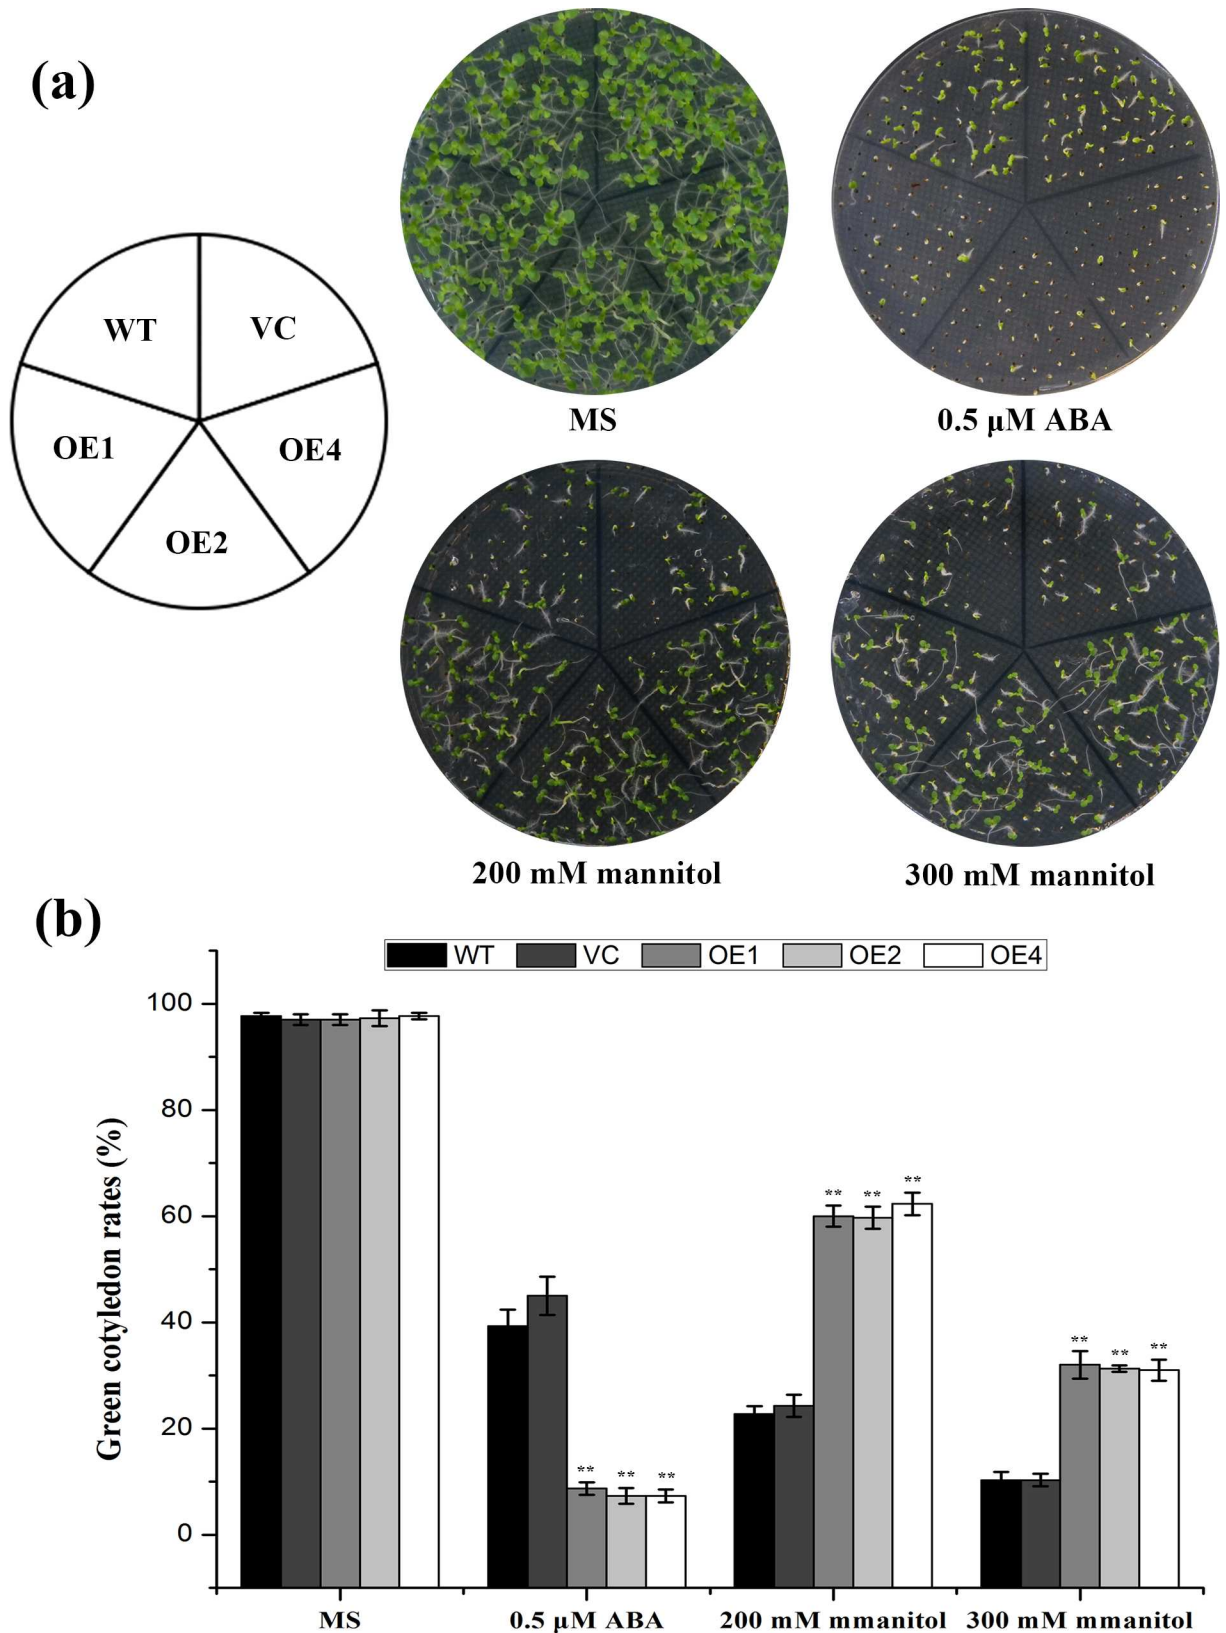 (a)
WT
VC
OE1
OE4
OE2
MS
0.5 µM ABA
200 mM mannitol
300 mM mannitol
(b)
WT
VC
OE1
OE2
OE4
Green cotyledon rates (%)
100
80
60
40
20
0
**
**
**
**
**
**
**
**
**
MS
0.5 µM ABA
200 mM mmanitol
300 mM mmanitol